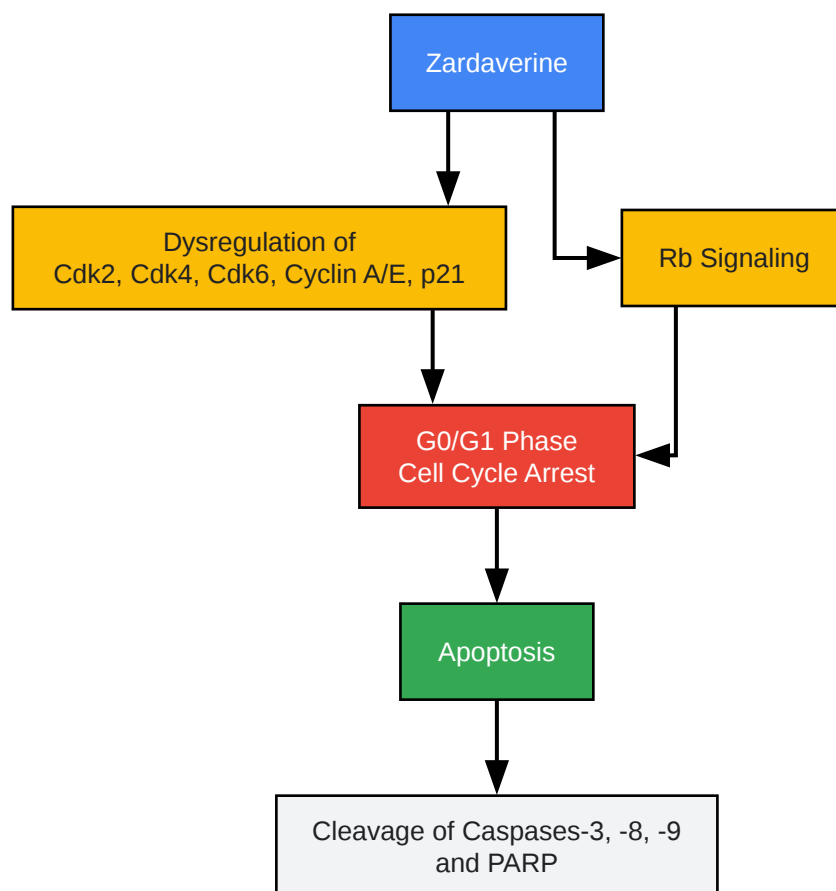 Zardaverine
Dysregulation of
Cdk2, Cdk4, Cdk6, Cyclin A/E, p21
Rb Signaling
G0/G1 Phase
Cell Cycle Arrest
Apoptosis
Cleavage of Caspases-3, -8, -9
and PARP